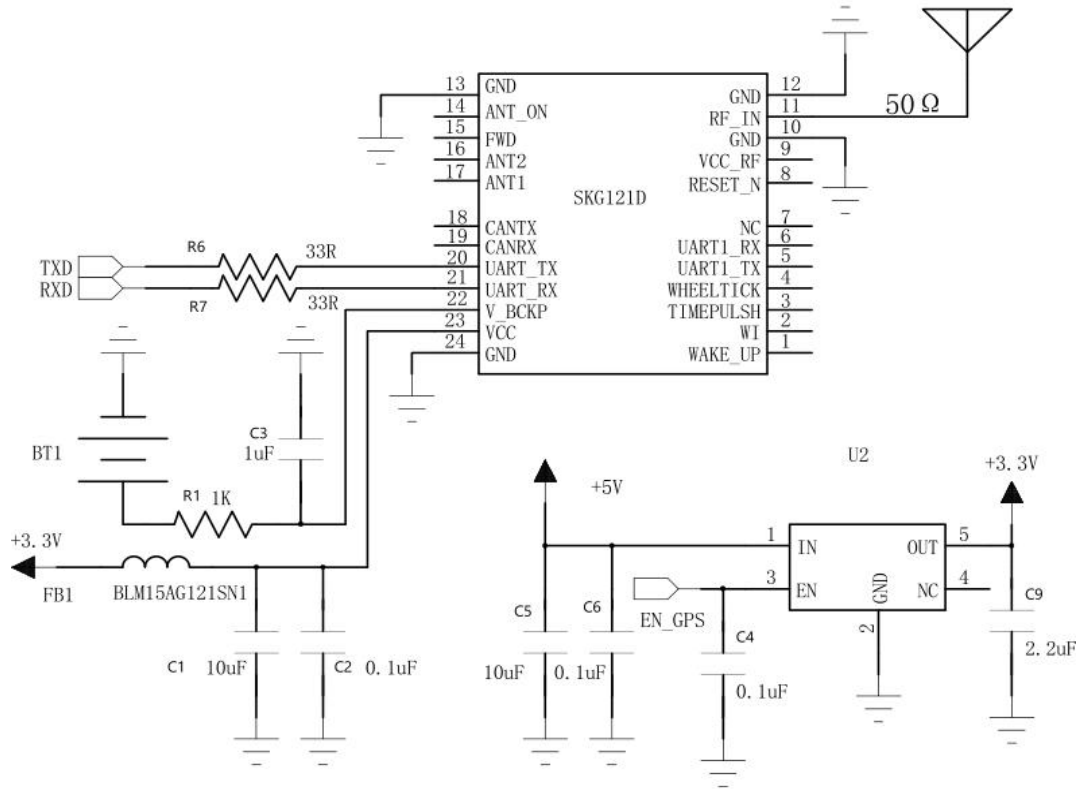 13
GND
14
ANT_ON
15
FWD
16
ANT2
17
ANT1
18
CANTX
19
CANRX
20
UART_TX
21
UART_RX
22
V_BCKP
23
VCC
24
GND
SKG121D
12
GND
11
RF_IN
10
GND
9
VCC_RF
8
RESET_N
7
NC
6
UART1_RX
5
UART1_TX
4
WHEELTICK
3
TIMEPULSH
2
WI
1
WAKE_UP
50Ω
TXD
RXD
R6
33R
R7
33R
BT1
C3
1uF
R1 1K
+3.3V
FB1
BLM15AG121SN1
C1
10uF
C2
0.1uF
+5V
U2
+3.3V
1
IN
3
EN
OUT
5
NC
4
GND
2
EN_GPS
C5
10uF
C6
0.1uF
C4
0.1uF
C9
2.2uF